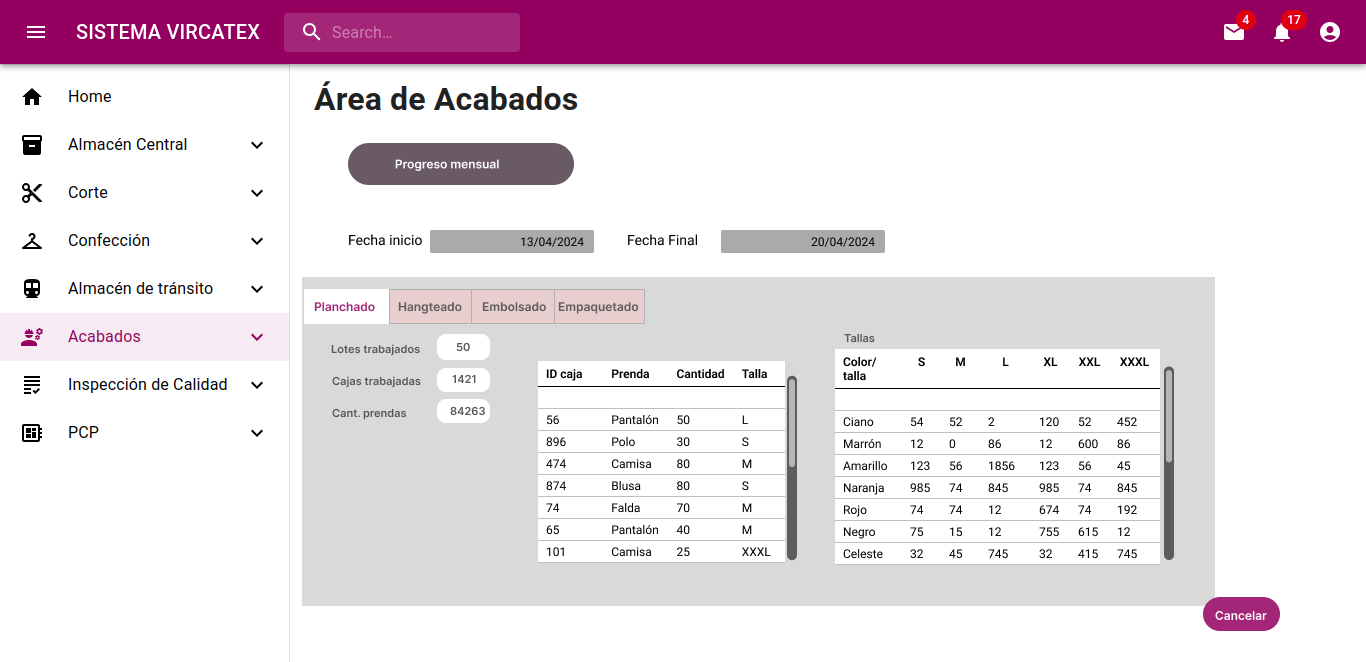 SISTEMA VIRCATEX
Search...
4
17
Home
Almacén Central
Corte
Confección
Almacén de tránsito
Acabados
Inspección de Calidad
PCP
Área de Acabados
Progreso mensual
Fecha inicio 13/04/2024 Fecha Final 20/04/2024
Planchado Hangteado Embolsado Empaquetado
Lotes trabajados 50
Cajas trabajadas 1421
Cant. prendas 84263
ID caja Prenda Cantidad Talla
56 Pantalón 50 L
896 Polo 30 S
474 Camisa 80 M
874 Blusa 80 S
74 Falda 70 M
65 Pantalón 40 M
101 Camisa 25 XXXL
Tallas
Color/ S M L XL XXL XXXL
talla
Ciano 54 52 2 120 52 452
Marrón 12 0 86 12 600 86
Amarillo 123 56 1856 123 56 45
Naranja 985 74 845 985 74 845
Rojo 74 74 12 674 74 192
Negro 75 15 12 755 615 12
Celeste 32 45 745 32 415 745
Cancelar